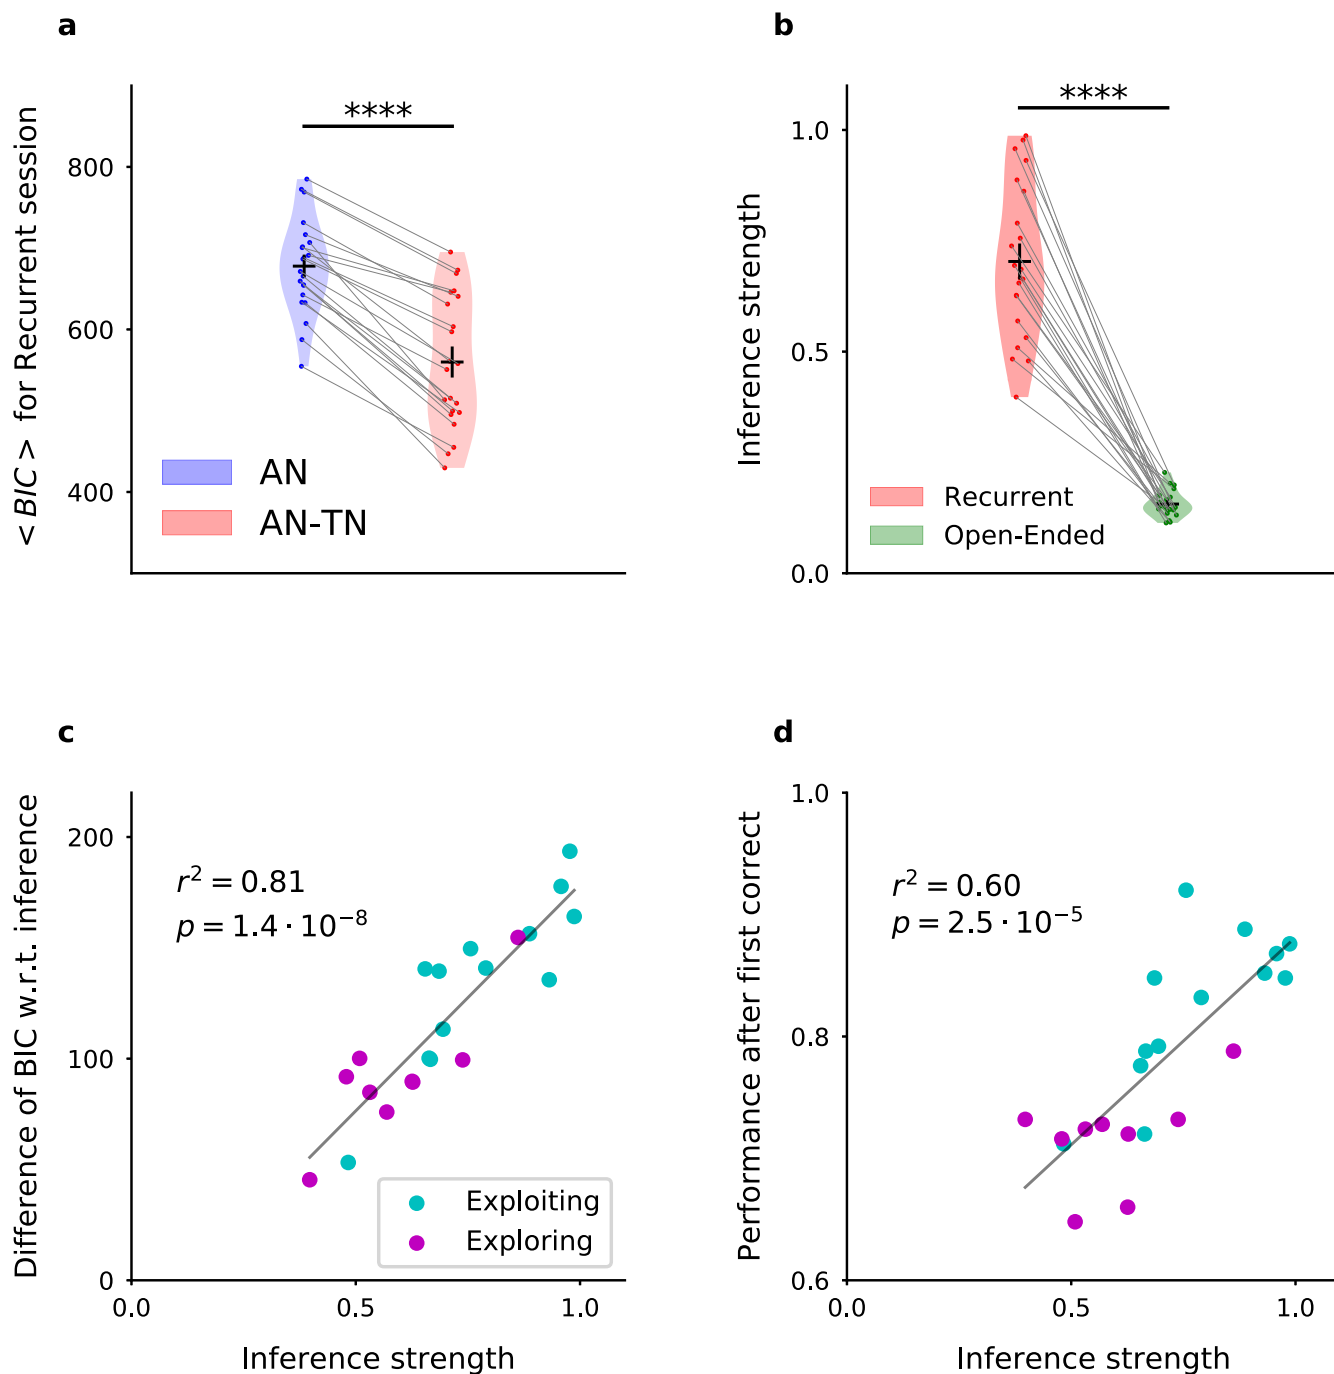 a
< BIC > for Recurrent session
800
600
400
****
AN
AN-TN
b
Inference strength
1.0
0.5
0.0
****
Recurrent
Open-Ended
c
Difference of BIC w.r.t. inference
200
100
0
r² = 0.81
p = 1.4 · 10⁻⁸
Exploiting
Exploring
0.0 0.5 1.0
Inference strength
d
Performance after first correct
1.0
0.8
0.6
r² = 0.60
p = 2.5 · 10⁻⁵
0.0 0.5 1.0
Inference strength